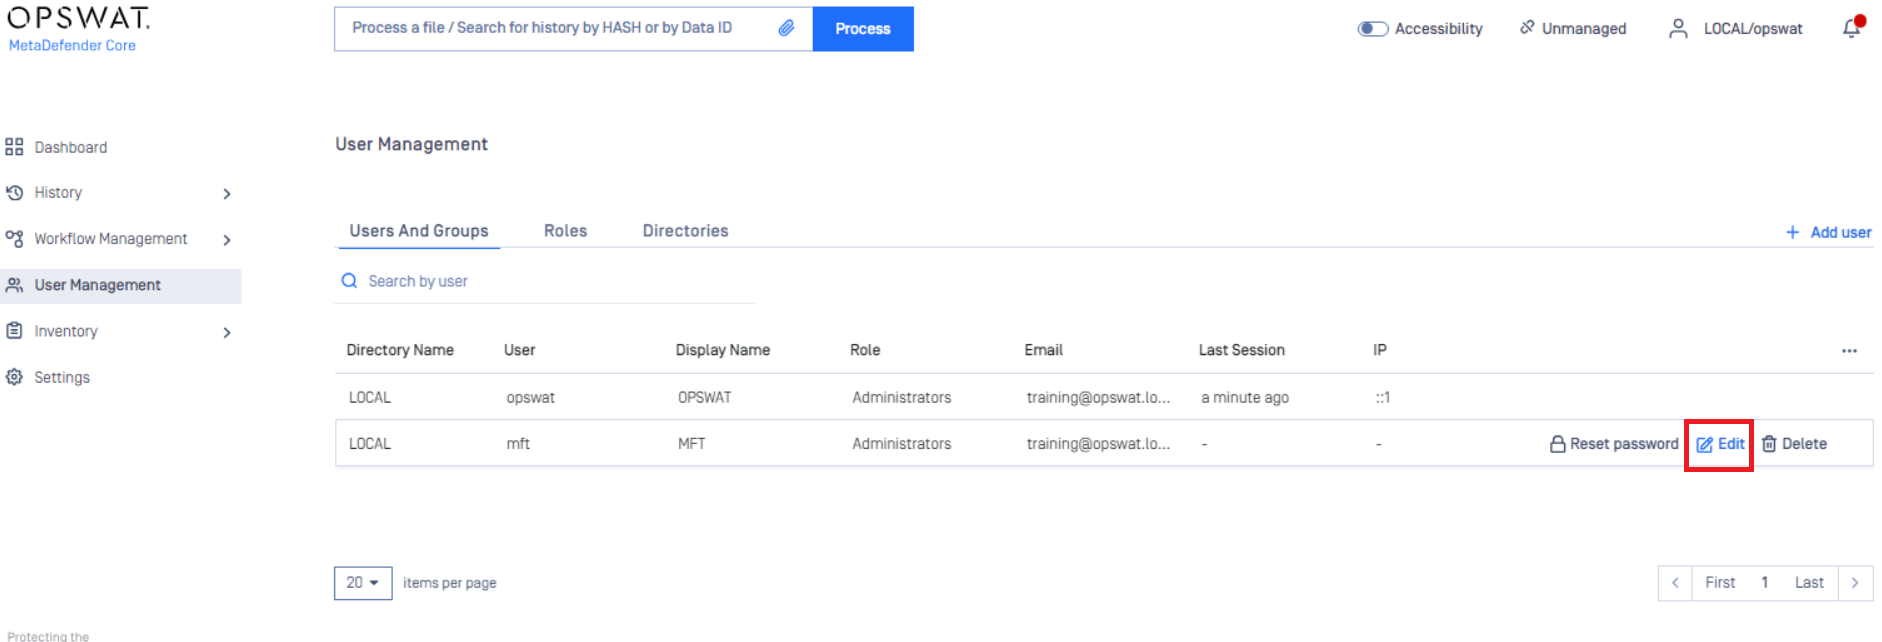 OPSWAT.
MetaDefender Core
Process a file / Search for history by HASH or by Data ID
Process
Accessibility
Unmanaged
LOCAL/opswat
Dashboard
History
Workflow Management
User Management
Inventory
Settings
User Management
Users And Groups Roles Directories
+ Add user
Search by user
Directory Name User Display Name Role Email Last Session IP ...
LOCAL opswat OPSWAT Administrators training@opswat.lo... a minute ago ::1
LOCAL mft MFT Administrators training@opswat.lo... - - Reset password Edit Delete
20 items per page
< First 1 Last >
Protecting the